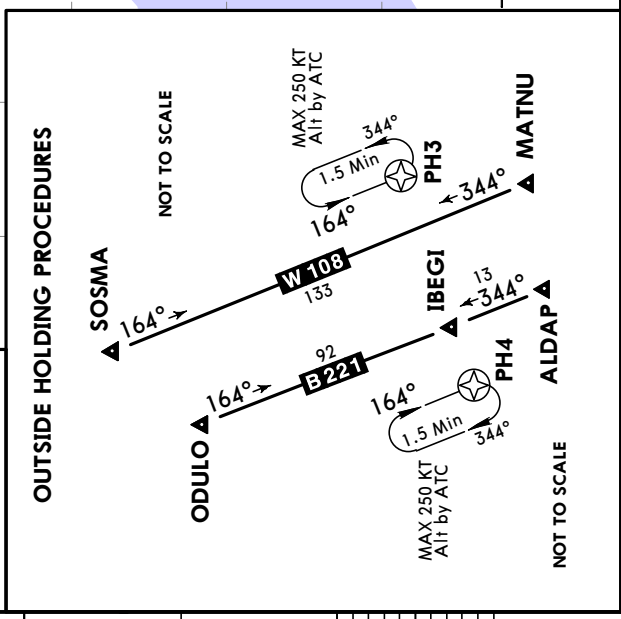 OUTSIDE HOLDING PROCEDURES
NOT TO SCALE
SOSMA
164°
W 108
133
344°
MATNU
MAX 250 KT
Alt by ATC
344°
1.5 Min
164°
PH3
ODULO
164°
92
B 221
IBEGI
13
344°
ALDAP
164°
1.5 Min
344°
PH4
MAX 250 KT
Alt by ATC
NOT TO SCALE